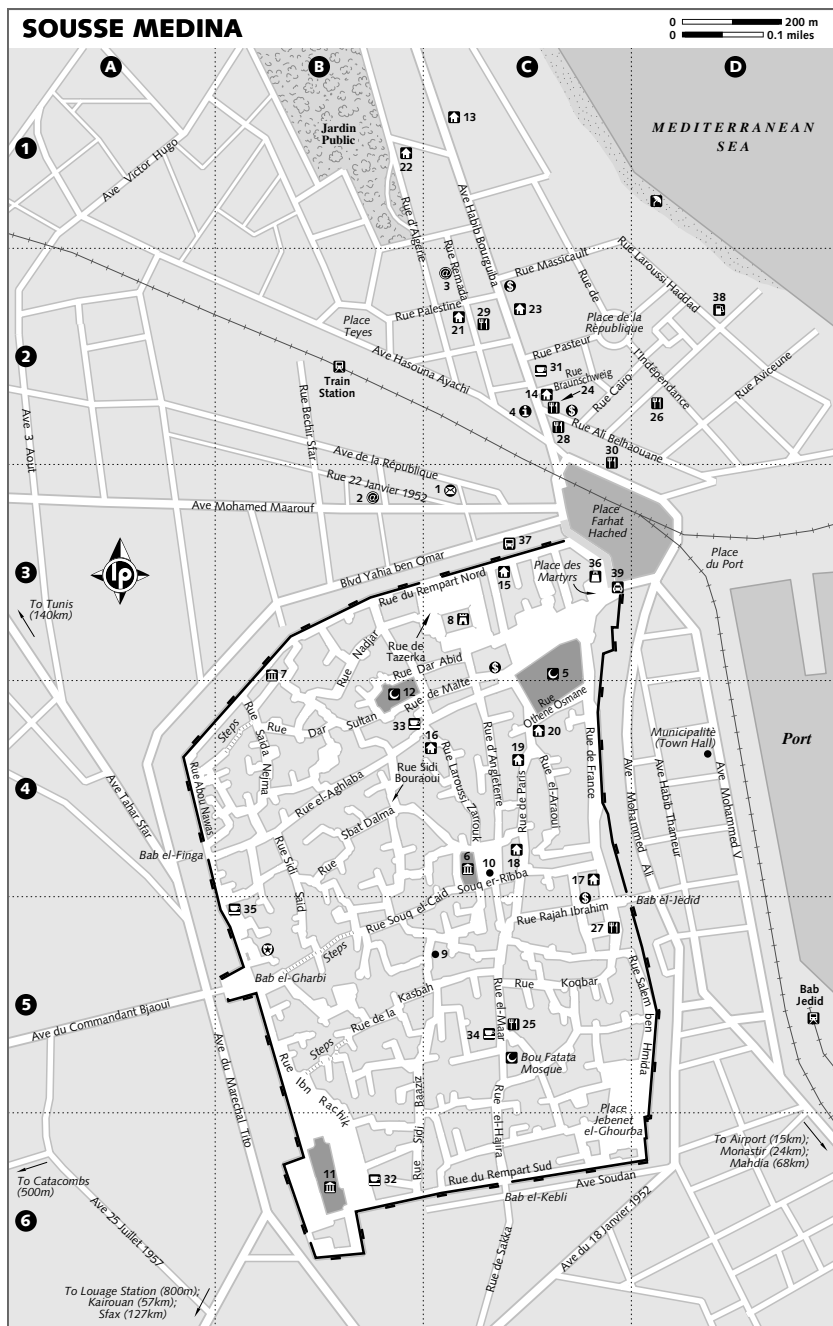 SOUSSE MEDINA
0 200 m
0 0.1 miles
A
B
C
D
1
2
3
4
5
6
Jardin
Public
13
22
MEDITERRANEAN
SEA
Ave Victor Hugo
Rue d'Algérie
Ave Habib Bourguiba
Rue Remada
@
3
Rue Massicault
$
Rue Laroussi Haddad
38
Rue de
l'Indépendance
Place
Teyes
Rue Palestine
21
29
23
Place de la
Rèpublique
Ave Hasouna Ayachi
Train
Station
Rue Pasteur
31
Rue
Braunschweig
24
14
4
i
$
28
Rue Cairo
Rue Aviceune
26
Rue Ali Belhaouane
30
Ave 3 Aout
Rue Bechir Sfar
Ave de la République
Rue 22 Janvier 1952
2
@
1
Ave Mohamed Maarouf
Place
Farhat
Hached
Place
du Port
lp
To Tunis
(140km)
Blvd Yahia ben Omar
37
Rue du Rempart Nord
15
Place des
Martyrs
36
39
8
Rue de
Tazerka
Rue Nadjar
Rue Dar Abid
$
5
7
12
Rue de Malte
Rue
Othene Osmane
Steps
Rue Saida Nejma
Rue Dar Sultan
33
16
20
19
Municipalitè
(Town Hall)
Port
Rue Abou Nawas
Rue el-Aghlaba
Rue Sidi
Bouraoui
Rue Laroussi Zarrouk
Rue d'Angleterre
Rue de Paris
Rue el-Araoui
Rue de France
Ave Mohammed Ali
Ave Habib Thameur
Ave Mohammed V
Ave Tahar Sfar
Bab el-Finga
Rue Sbat Dalma
Rue Sidi Said
6
10
18
17
$
Souq er-Ribba
Rue Souq el-Caid
Steps
35
Bab el-Jedid
Rue Rajah Ibrahim
27
Bab el-Gharbi
9
Rue Koqbar
Rue de la Kasbah
Steps
Rue el-Maar
25
34
Rue Salem ben Hmida
Bab
Jedid
Ave du Commandant Bjaoui
Bou Fatata
Mosque
Rue Ibn Rachik
Ave du Marechal Tito
Rue Sidi Baaziz
Rue el-Hajira
Place
Jebenet
el-Ghourba
To Airport (15km);
Monastir (24km);
Mahdia (68km)
To Catacombs
(500m)
11
32
Rue du Rempart Sud
Ave Soudan
Bab el-Kebli
Ave 25 Juillet 1957
Rue de Sakka
Ave du 18 Janvier 1952
To Louage Station (800m);
Kairouan (57km);
Sfax (127km)